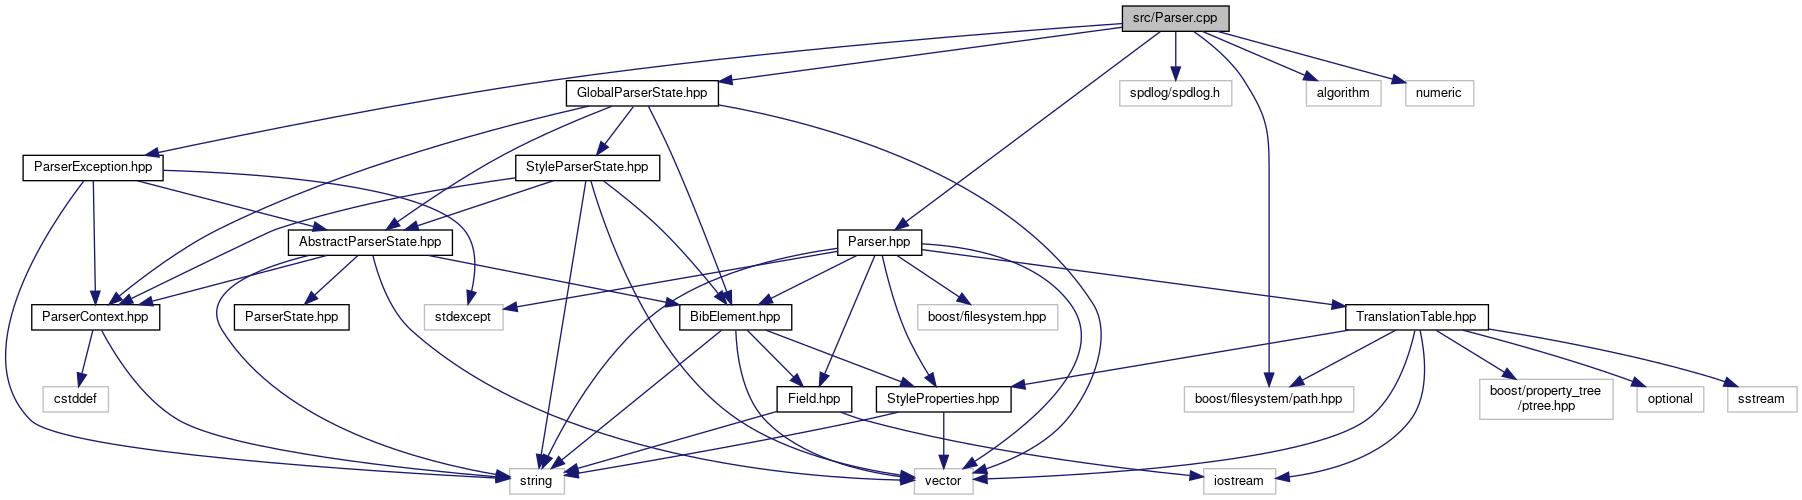 src/Parser.cpp
GlobalParserState.hpp
spdlog/spdlog.h
algorithm
numeric
ParserException.hpp
StyleParserState.hpp
AbstractParserState.hpp
Parser.hpp
ParserContext.hpp
ParserState.hpp
stdexcept
BibElement.hpp
boost/filesystem.hpp
TranslationTable.hpp
cstddef
Field.hpp
StyleProperties.hpp
boost/filesystem/path.hpp
boost/property_tree
/ptree.hpp
optional
sstream
string
vector
iostream